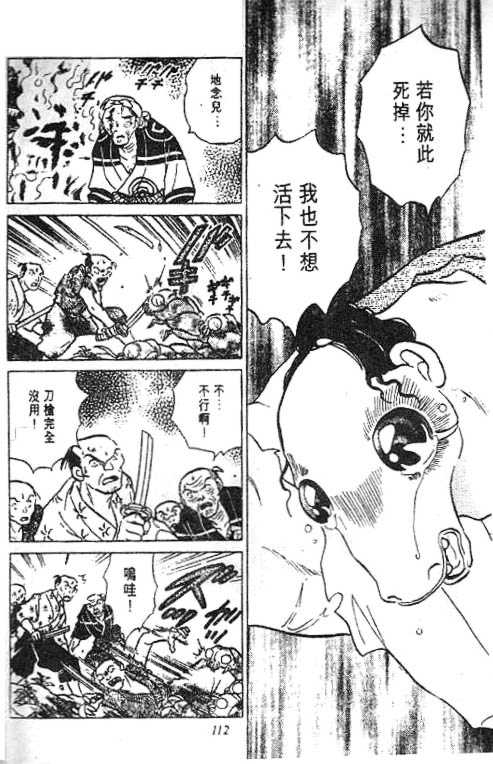 若你就此
死掉…
我也不想
活下去！
地念兒…
キ
不…
不行啊！
刀槍完全
沒用！
嗚哇！
112